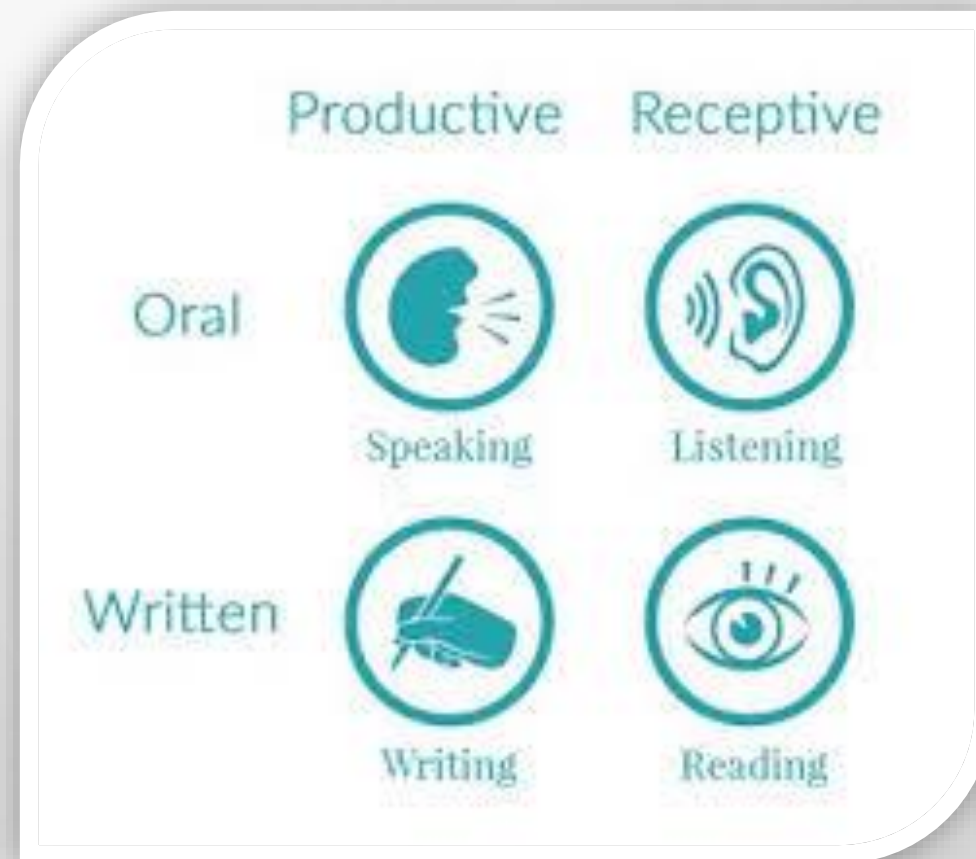 Productive Receptive
Oral
Speaking Listening
Written
Writing Reading